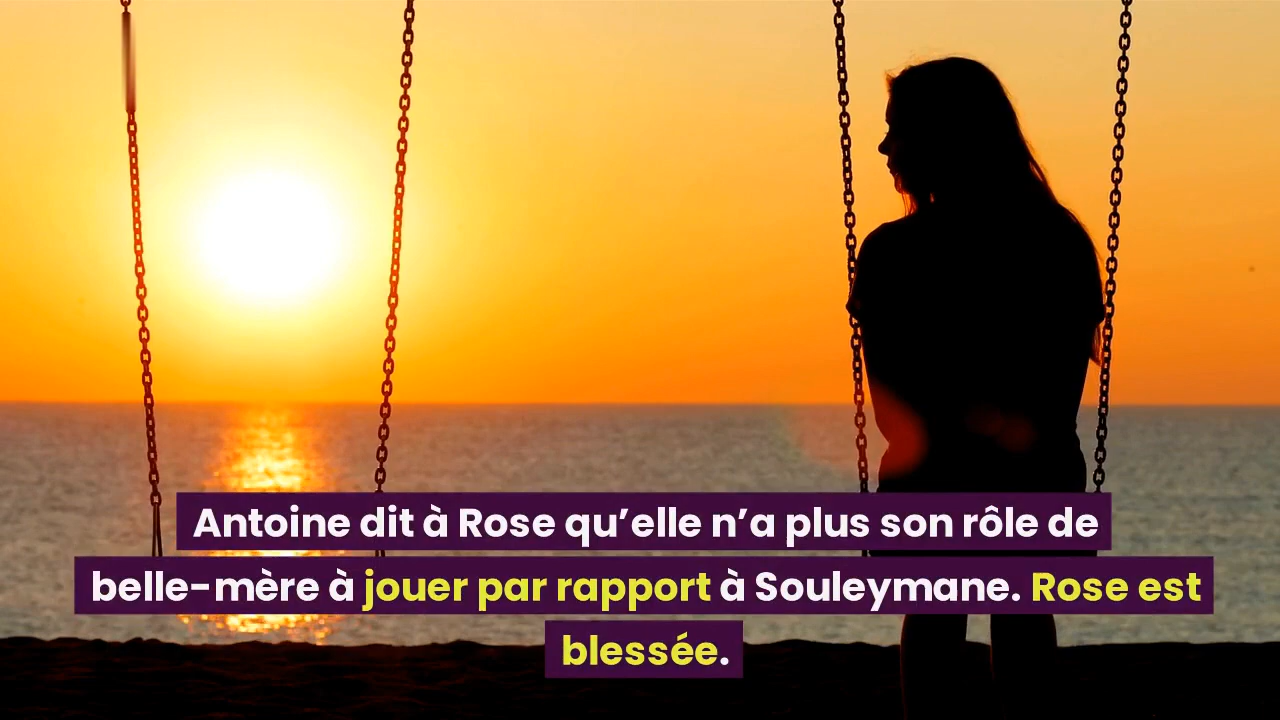 Antoine dit à Rose qu’elle n’a plus son rôle de
belle-mère à jouer par rapport à Souleymane. Rose est
blessée.